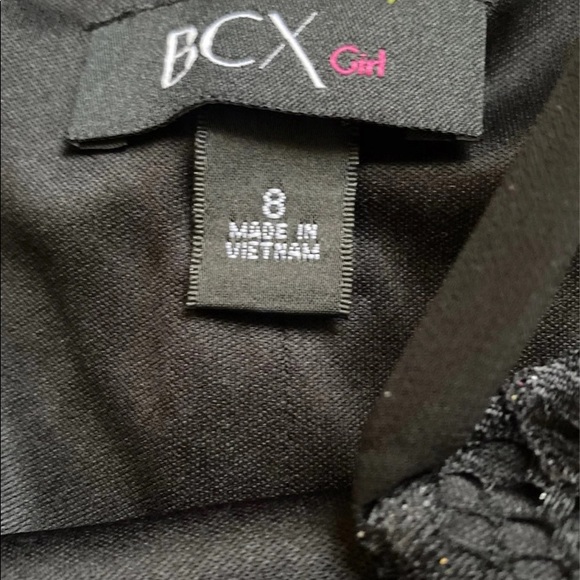 BCX Girl
8
MADE IN
VIETNAM